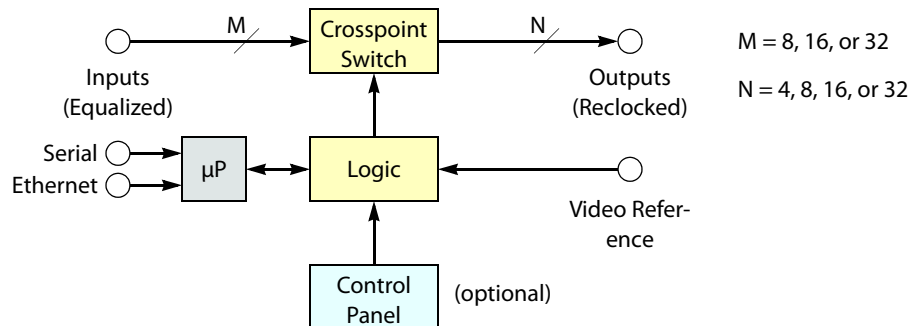 M
Crosspoint
Switch
N
M = 8, 16, or 32
Inputs
(Equalized)
Outputs
(Reclocked)
N = 4, 8, 16, or 32
Serial
Ethernet
μP
Logic
Video Refer-
ence
Control
Panel
(optional)